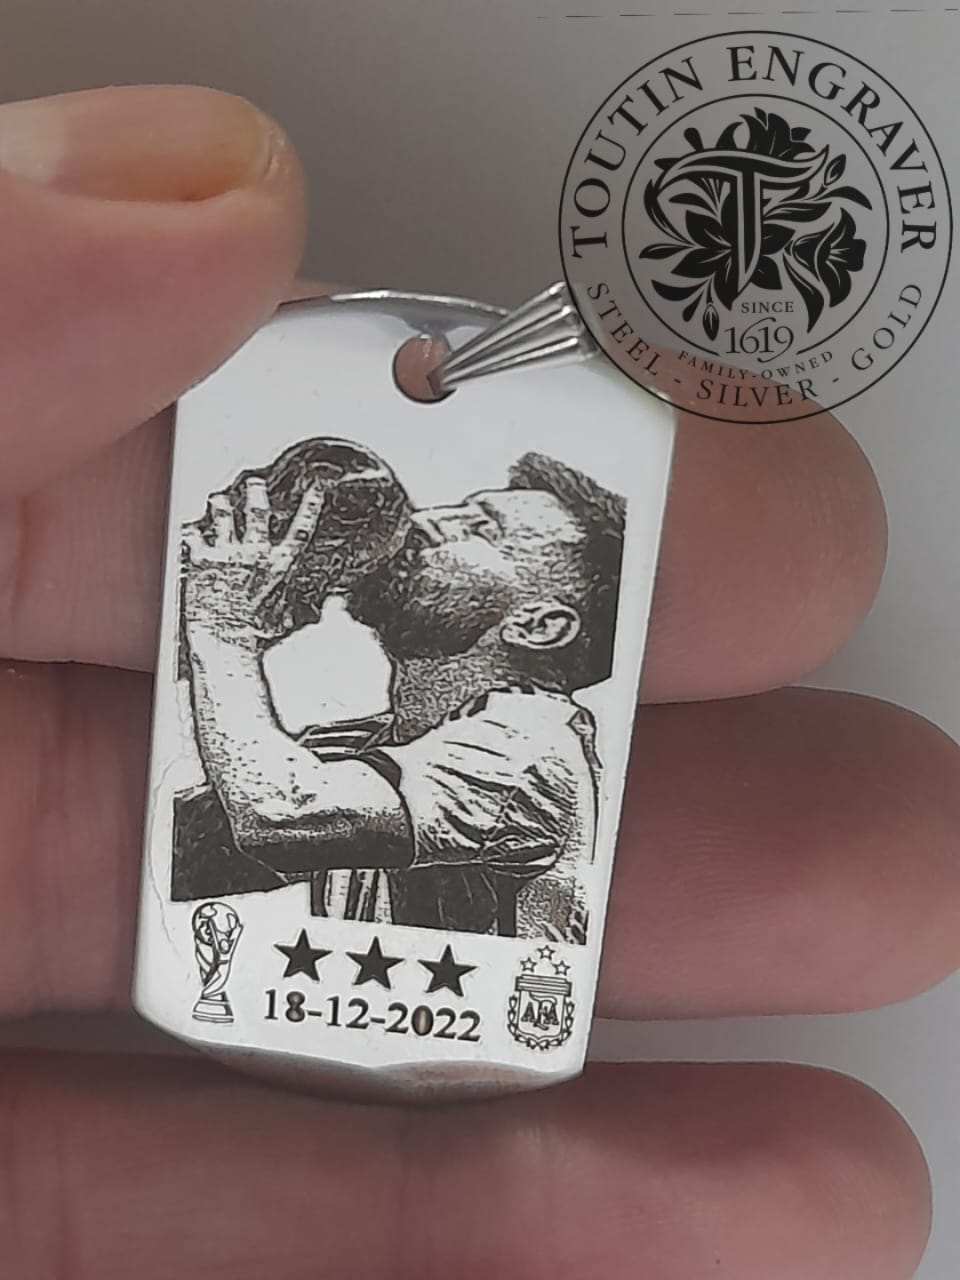 TOUTIN ENGRAVER
T
SINCE
1619
FAMILY-OWNED
STEEL - SILVER - GOLD
18-12-2022
AFA